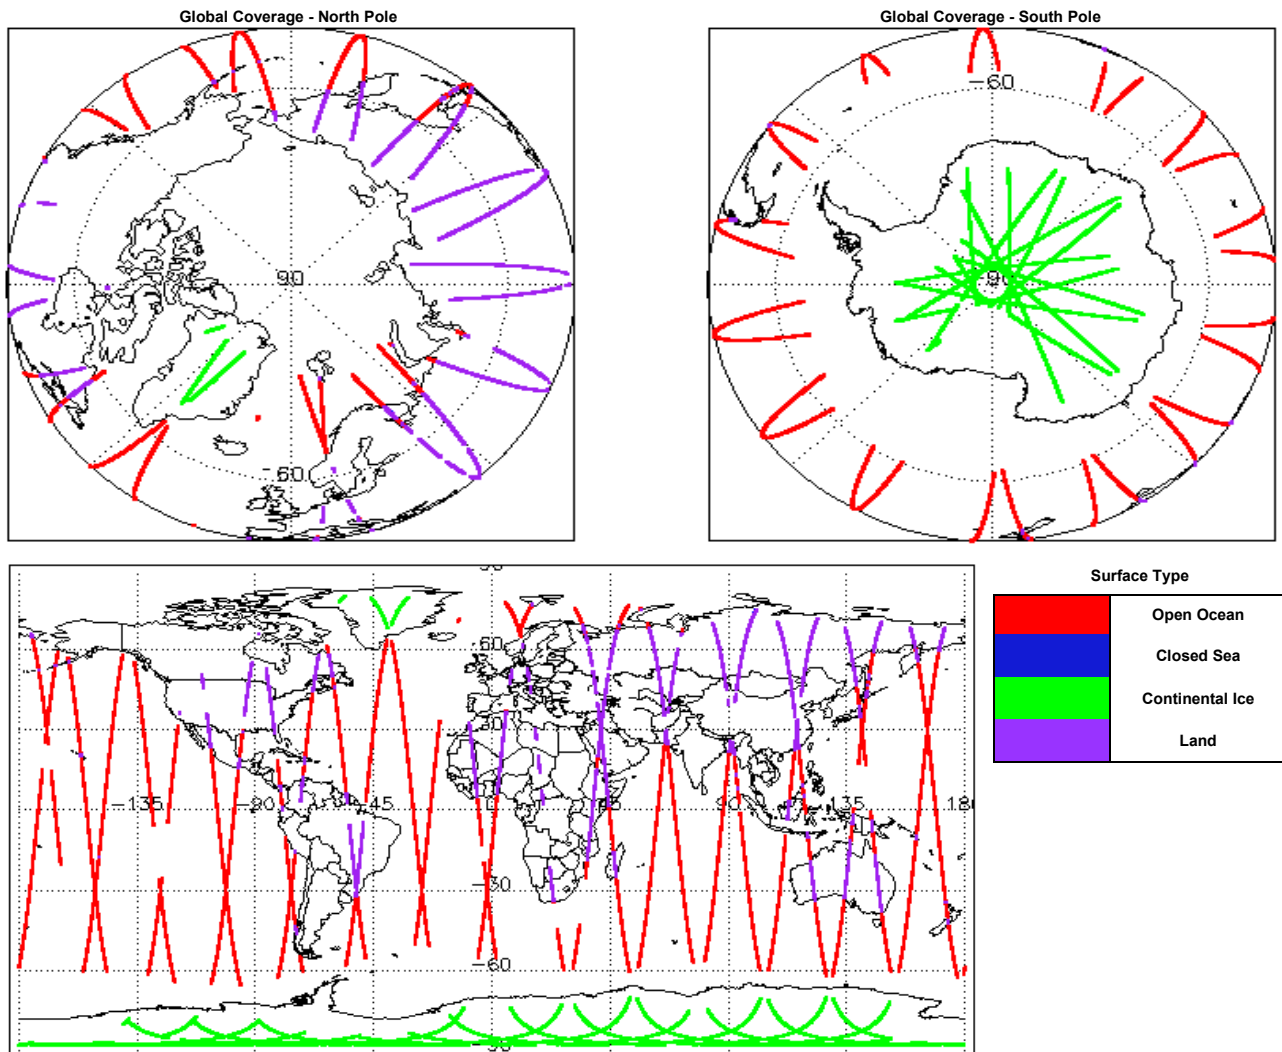 Global Coverage - North Pole
Global Coverage - South Pole
90
-60
-60
90
-135
-90
45
90
135
180
60
30
-30
-60
Surface Type
Open Ocean
Closed Sea
Continental Ice
Land